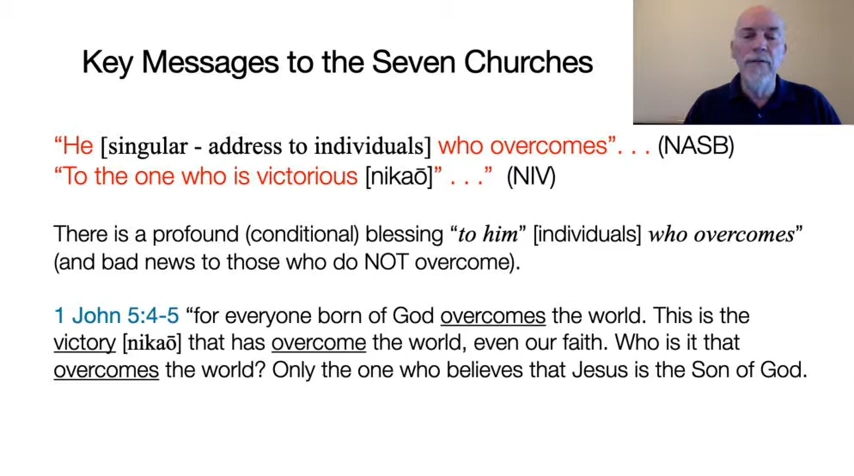 Key Messages to the Seven Churches
“He [singular - address to individuals] who overcomes”. . . (NASB)
“To the one who is victorious [nikaō]” . . .” (NIV)
There is a profound (conditional) blessing “to him” [individuals] who overcomes”
(and bad news to those who do NOT overcome).
1 John 5:4-5 “for everyone born of God overcomes the world. This is the
victory [nikaō] that has overcome the world, even our faith. Who is it that
overcomes the world? Only the one who believes that Jesus is the Son of God.